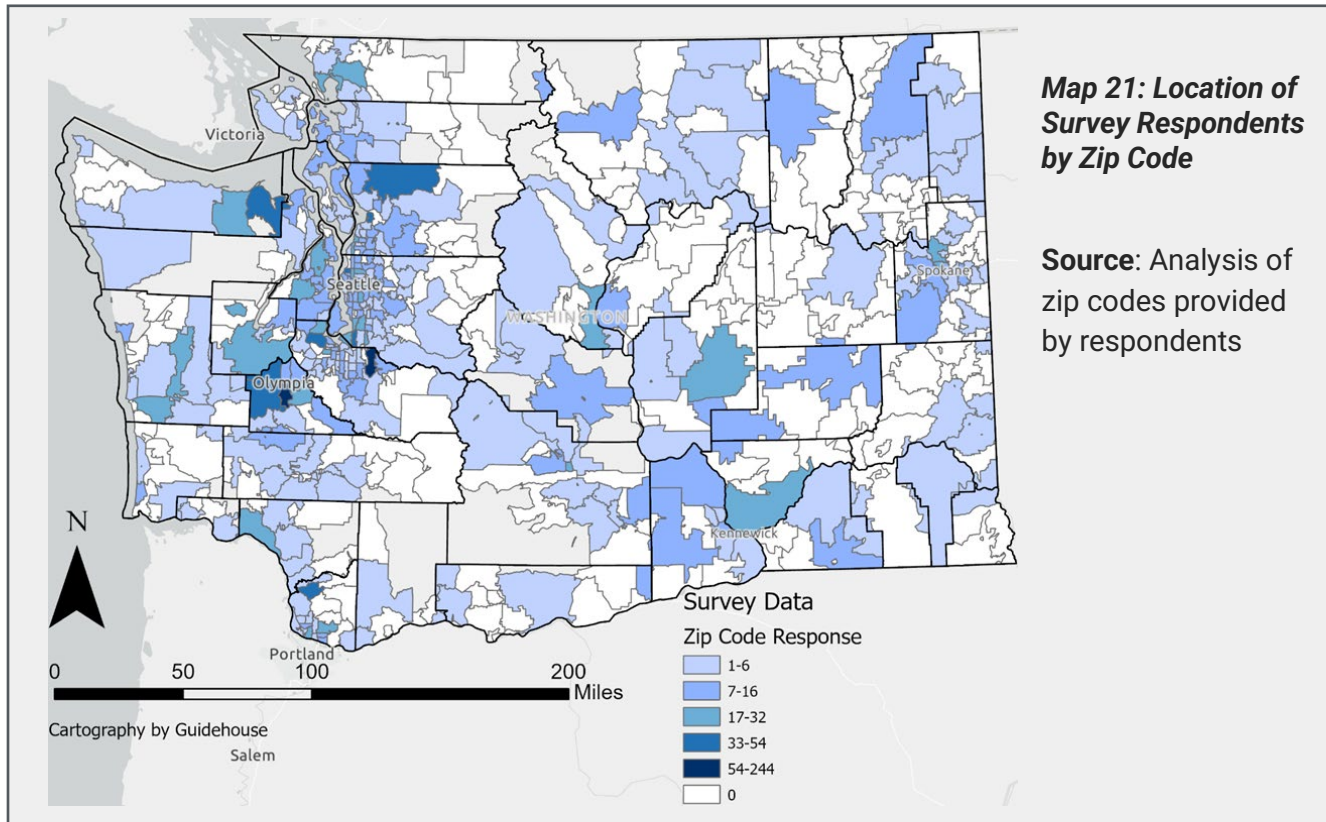 Map 21: Location of
Survey Respondents
by Zip Code
Source: Analysis of
zip codes provided
by respondents
Victoria
Seattle
WASHINGTON
Spokane
Olympia
Kennewick
N
Portland
0 50 100 200
Miles
Cartography by Guidehouse
Salem
Survey Data
Zip Code Response
1-6
7-16
17-32
33-54
54-244
0